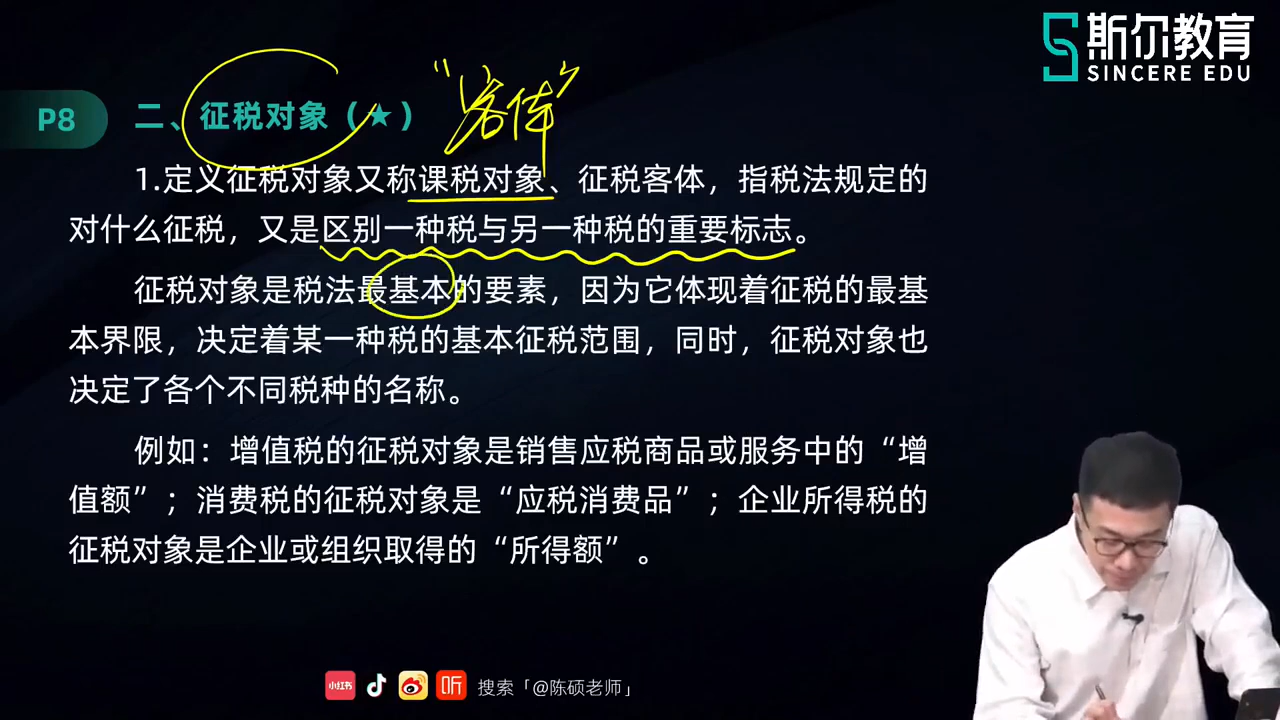 斯尔教育
SINCERE EDU
P8
二、征税对象（★）
“客体”
1.定义征税对象又称课税对象、征税客体，指税法规定的
对什么征税，又是区别一种税与另一种税的重要标志。
征税对象是税法最基本的要素，因为它体现着征税的最基
本界限，决定着某一种税的基本征税范围，同时，征税对象也
决定了各个不同税种的名称。
例如：增值税的征税对象是销售应税商品或服务中的“增
值额”；消费税的征税对象是“应税消费品”；企业所得税的
征税对象是企业或组织取得的“所得额”。
小红书
听
搜索「@陈硕老师」